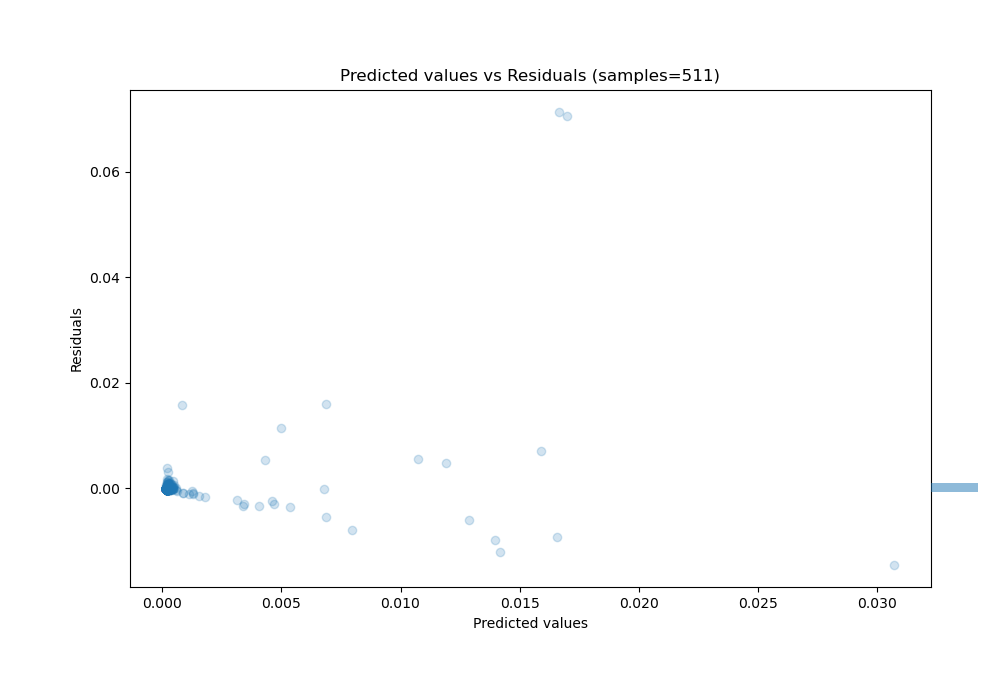 Predicted values vs Residuals (samples=511)
0.06
0.04
0.02
0.00
Residuals
0.000 0.005 0.010 0.015 0.020 0.025 0.030
Predicted values